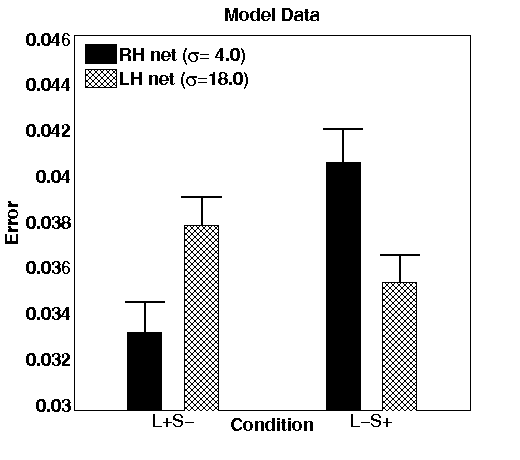 Model Data
RH net (σ= 4.0)
LH net (σ=18.0)
0.046
0.044
0.042
0.04
0.038
0.036
0.034
0.032
0.03
Error
L+S−
L−S+
Condition